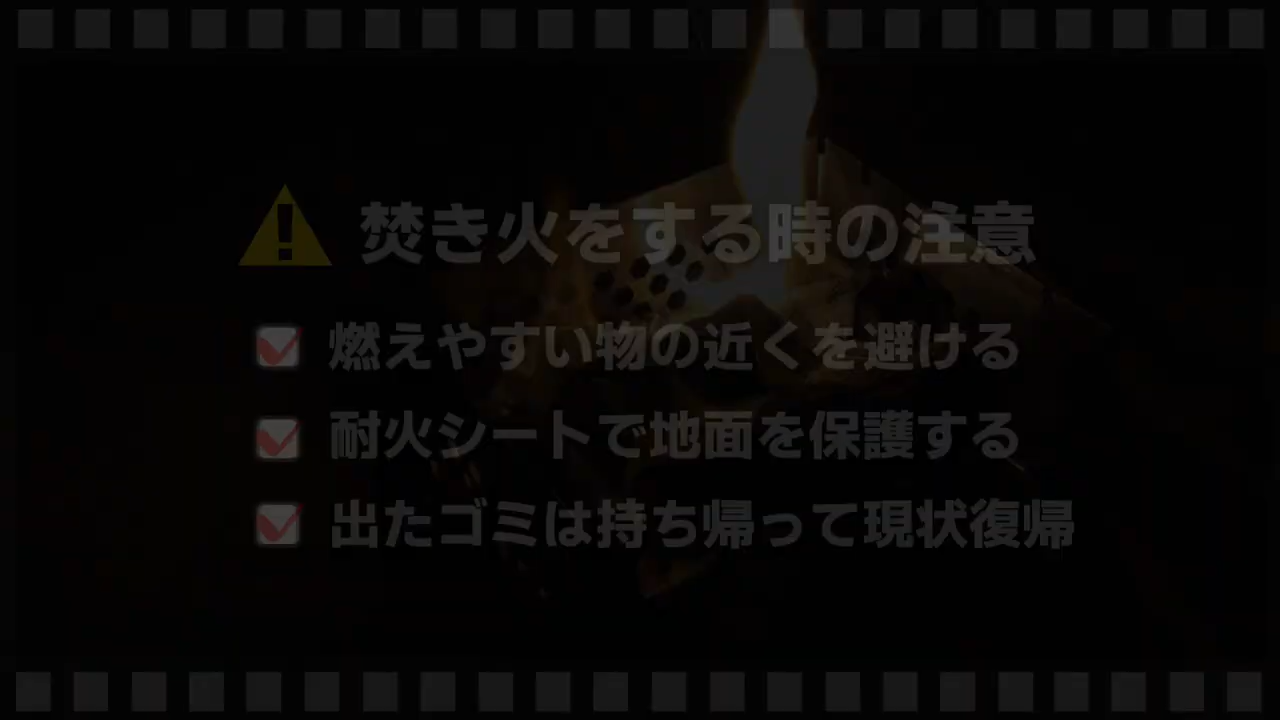 焚き火をする時の注意
燃えやすい物の近くを避ける
耐火シートで地面を保護する
出たゴミは持ち帰って現状復帰